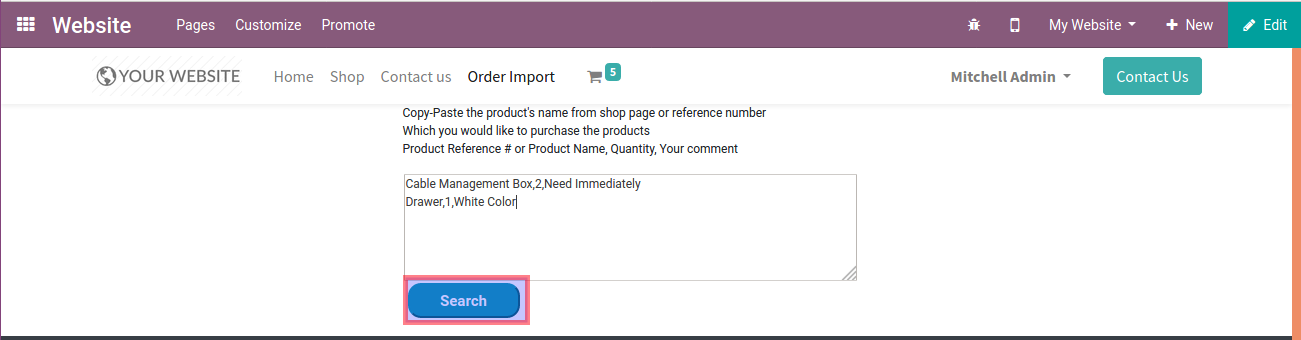 Website Pages Customize Promote My Website New Edit
YOUR WEBSITE Home Shop Contact us Order Import 5 Mitchell Admin Contact Us
Copy-Paste the product's name from shop page or reference number
Which you would like to purchase the products
Product Reference # or Product Name, Quantity, Your comment
Cable Management Box,2,Need Immediately
Drawer,1,White Color
Search